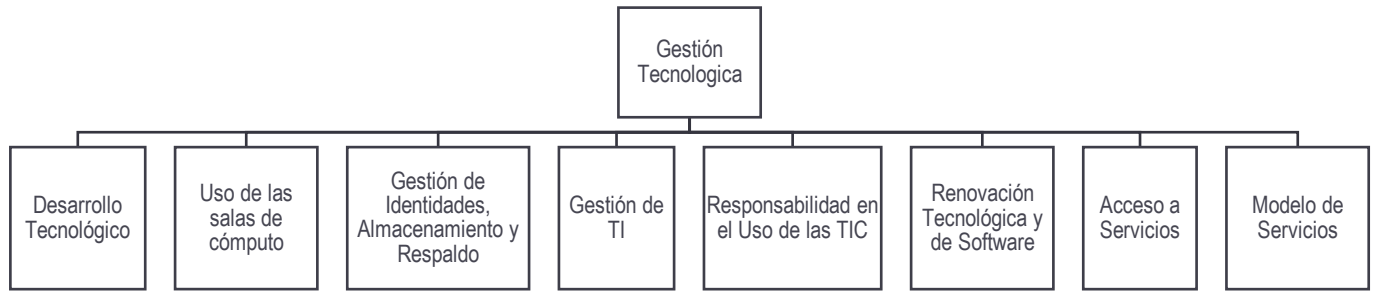 Gestión
Tecnologica
Desarrollo
Tecnológico
Uso de las
salas de
cómputo
Gestión de
Identidades,
Almacenamiento y
Respaldo
Gestión de
TI
Responsabilidad en
el Uso de las TIC
Renovación
Tecnológica y
de Software
Acceso a
Servicios
Modelo de
Servicios